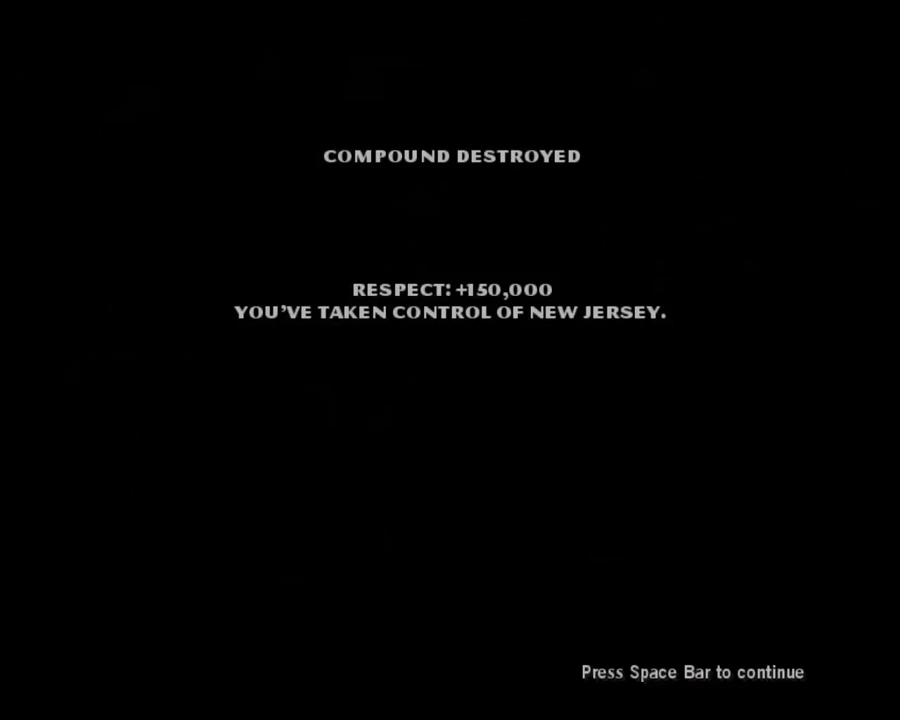 COMPOUND DESTROYED
RESPECT: +150,000
YOU'VE TAKEN CONTROL OF NEW JERSEY.
Press Space Bar to continue